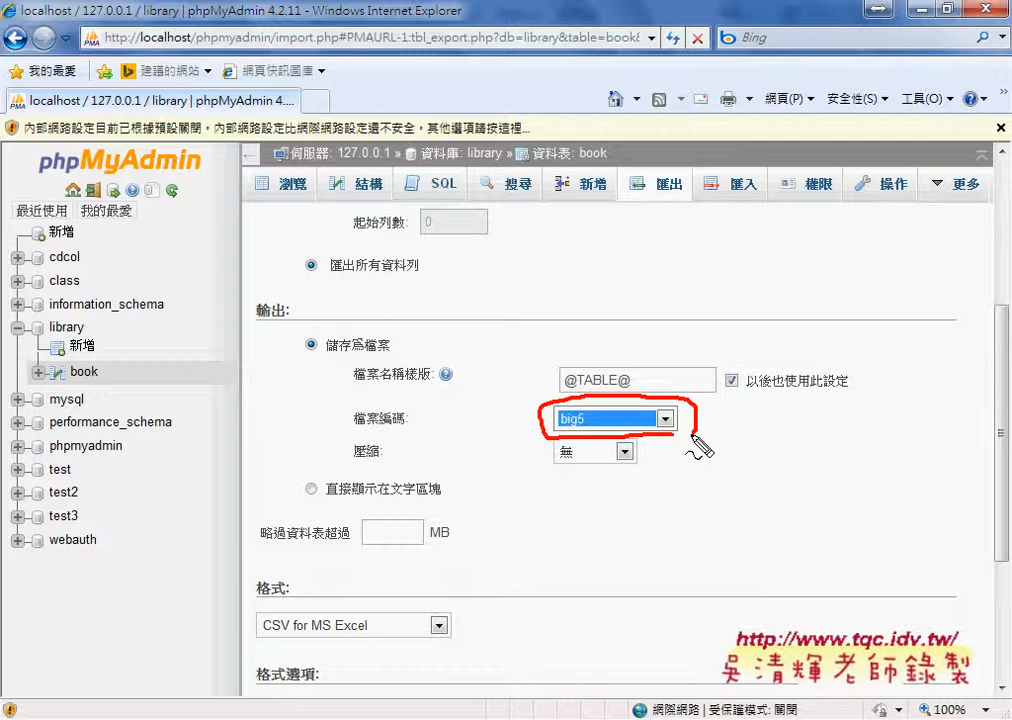 localhost / 127.0.0.1 / library | phpMyAdmin 4.2.11 - Windows Internet Explorer
http://localhost/phpmyadmin/import.php#PMAURL-1:tbl_export.php?db=library&table=book&
Bing
我的最愛
建議的網站
網頁快訊圖庫
localhost / 127.0.0.1 / library | phpMyAdmin 4....
網頁(P)
安全性(S)
工具(O)
內部網路設定目前已根據預設關閉，內部網路設定比網際網路設定還不安全，其他選項請按這裡...
phpMyAdmin
伺服器: 127.0.0.1 » 資料庫: library » 資料表: book
瀏覽
結構
SQL
搜尋
新增
匯出
匯入
權限
操作
更多
最近使用
我的最愛
新增
cdcol
class
information_schema
library
新增
book
mysql
performance_schema
phpmyadmin
test
test2
test3
webauth
起始列數: 0
匯出所有資料列
輸出:
儲存為檔案
檔案名稱樣版: @TABLE@ 以後也使用此設定
檔案編碼: big5
壓縮: 無
直接顯示在文字區塊
略過資料表超過 MB
格式:
CSV for MS Excel
格式選項:
http://www.tqc.idv.tw/
吳清輝老師錄製
網際網路 | 受保護模式: 關閉
100%